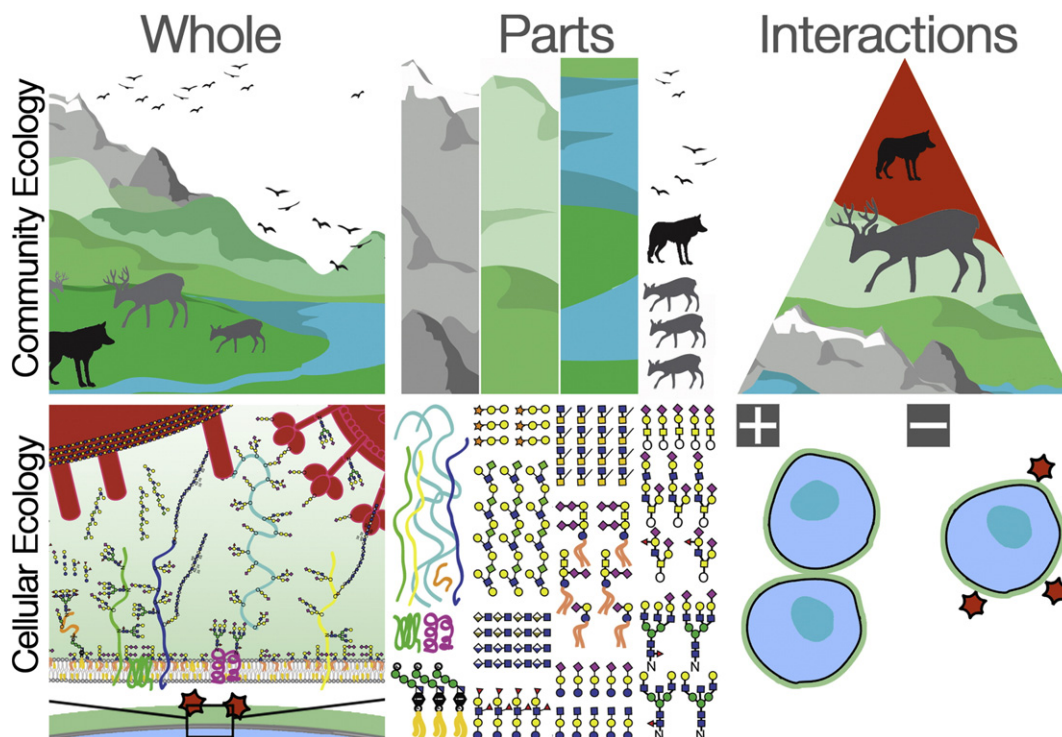 Whole
Parts
Interactions
Community Ecology
Cellular Ecology
+
−
N
N
N
N